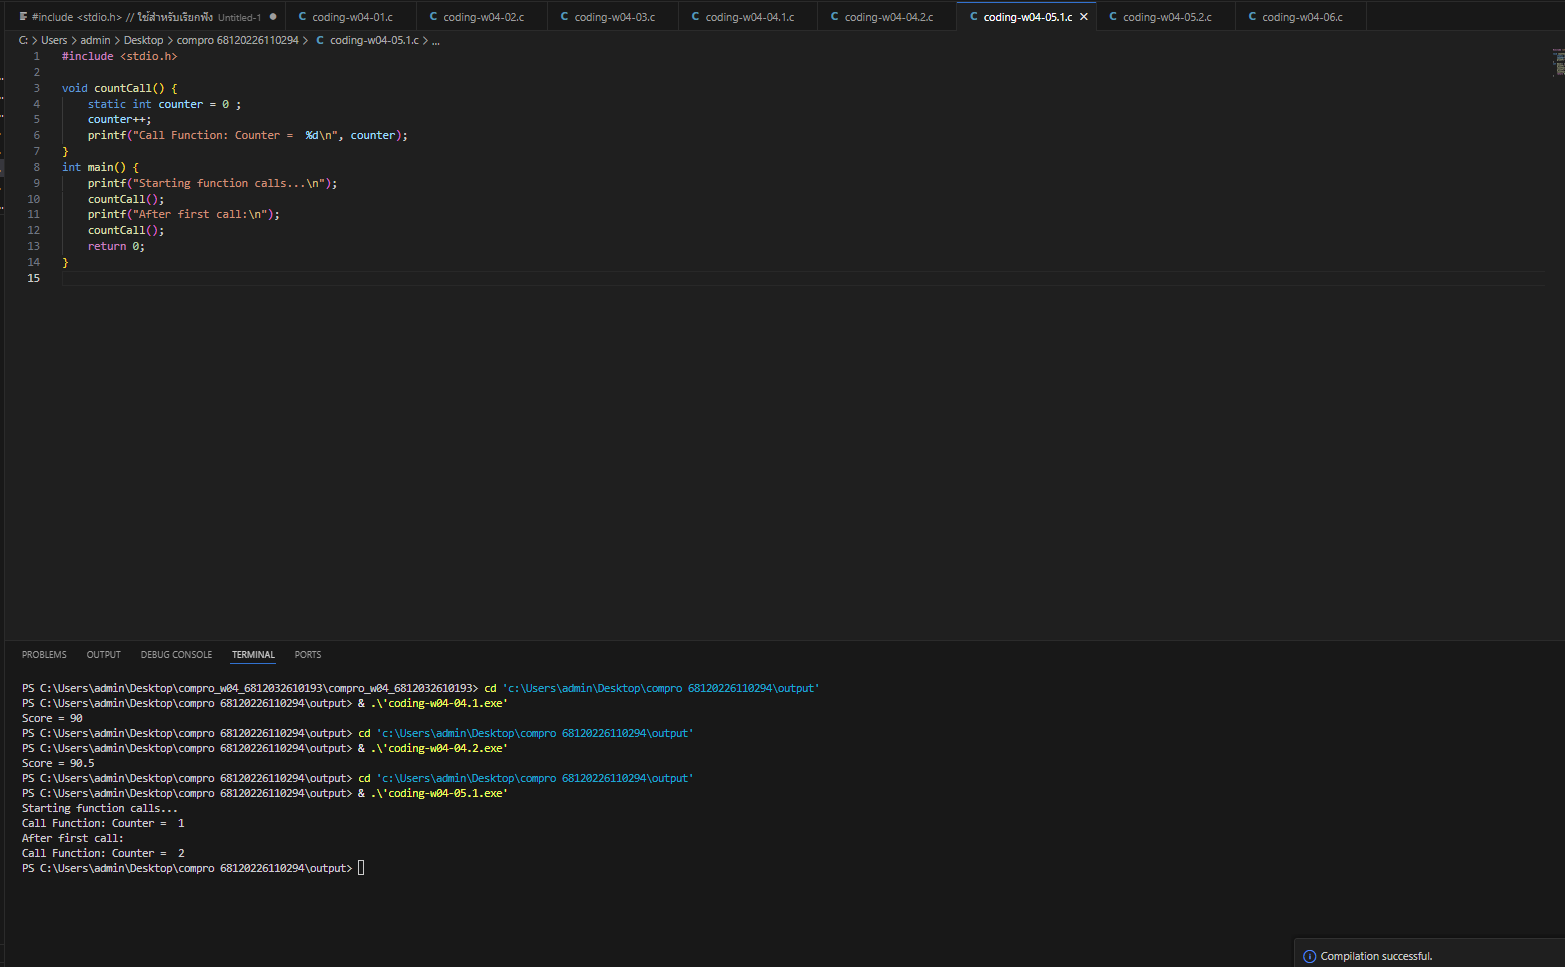 #include <stdio.h> // ใช้สำหรับเรียกฟัง Untitled-1
coding-w04-01.c
coding-w04-02.c
coding-w04-03.c
coding-w04-04.1.c
coding-w04-04.2.c
coding-w04-05.1.c
coding-w04-05.2.c
coding-w04-06.c
C: > Users > admin > Desktop > compro 68120226110294 > C coding-w04-05.1.c > ...
1 #include <stdio.h>
2
3 void countCall() {
4 static int counter = 0 ;
5 counter++;
6 printf("Call Function: Counter =  %d\n", counter);
7 }
8 int main() {
9 printf("Starting function calls...\n");
10 countCall();
11 printf("After first call:\n");
12 countCall();
13 return 0;
14 }
15
PROBLEMS OUTPUT DEBUG CONSOLE TERMINAL PORTS
PS C:\Users\admin\Desktop\compro_w04_6812032610193\compro_w04_6812032610193> cd 'c:\Users\admin\Desktop\compro 68120226110294\output'
PS C:\Users\admin\Desktop\compro 68120226110294\output> & .\'coding-w04-04.1.exe'
Score = 90
PS C:\Users\admin\Desktop\compro 68120226110294\output> cd 'c:\Users\admin\Desktop\compro 68120226110294\output'
PS C:\Users\admin\Desktop\compro 68120226110294\output> & .\'coding-w04-04.2.exe'
Score = 90.5
PS C:\Users\admin\Desktop\compro 68120226110294\output> cd 'c:\Users\admin\Desktop\compro 68120226110294\output'
PS C:\Users\admin\Desktop\compro 68120226110294\output> & .\'coding-w04-05.1.exe'
Starting function calls...
Call Function: Counter =  1
After first call:
Call Function: Counter =  2
PS C:\Users\admin\Desktop\compro 68120226110294\output>
Compilation successful.